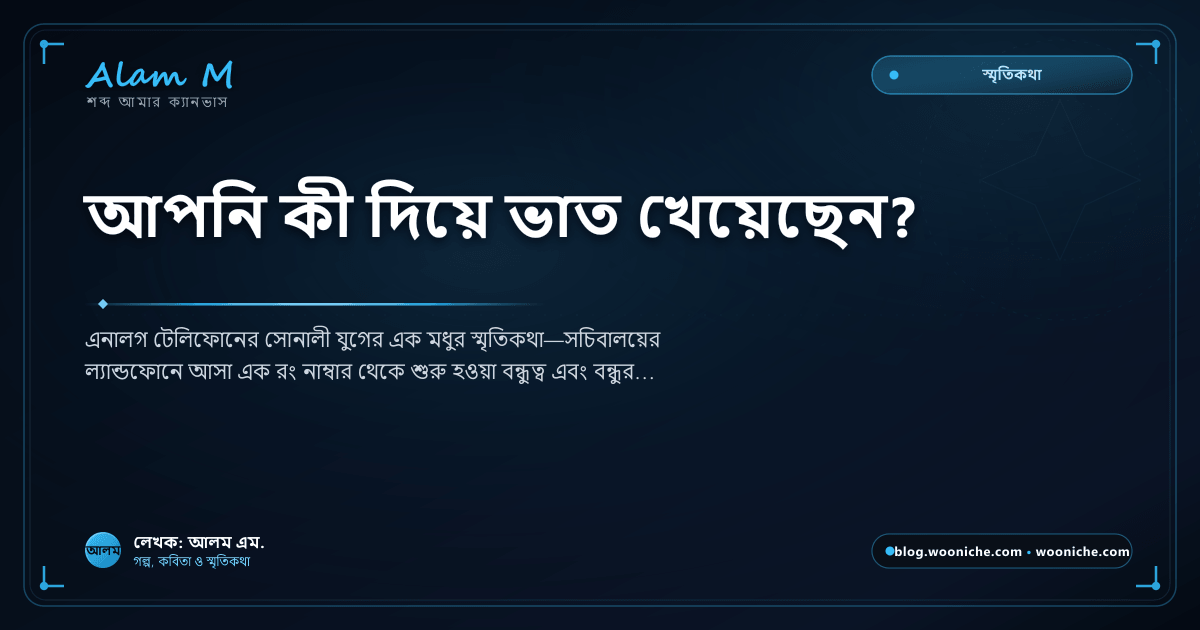 Alam M
শব্দ আমার ক্যানভাস
স্মৃতিকথা
আপনি কী দিয়ে ভাত খেয়েছেন?
এনালগ টেলিফোনের সোনালী যুগের এক মধুর স্মৃতিকথা—সচিবালয়ের
ল্যান্ডফোনে আসা এক রং নাম্বার থেকে শুরু হওয়া বন্ধুত্ব এবং বন্ধুর...
আলম
লেখক: আলম এম.
গল্প, কবিতা ও স্মৃতিকথা
blog.wooniche.com • wooniche.com